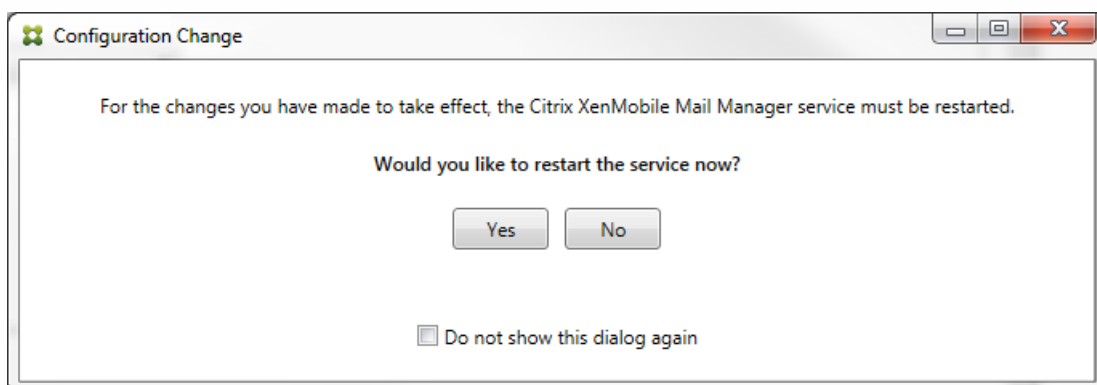 Configuration Change
For the changes you have made to take effect, the Citrix XenMobile Mail Manager service must be restarted.
Would you like to restart the service now?
Yes No
Do not show this dialog again